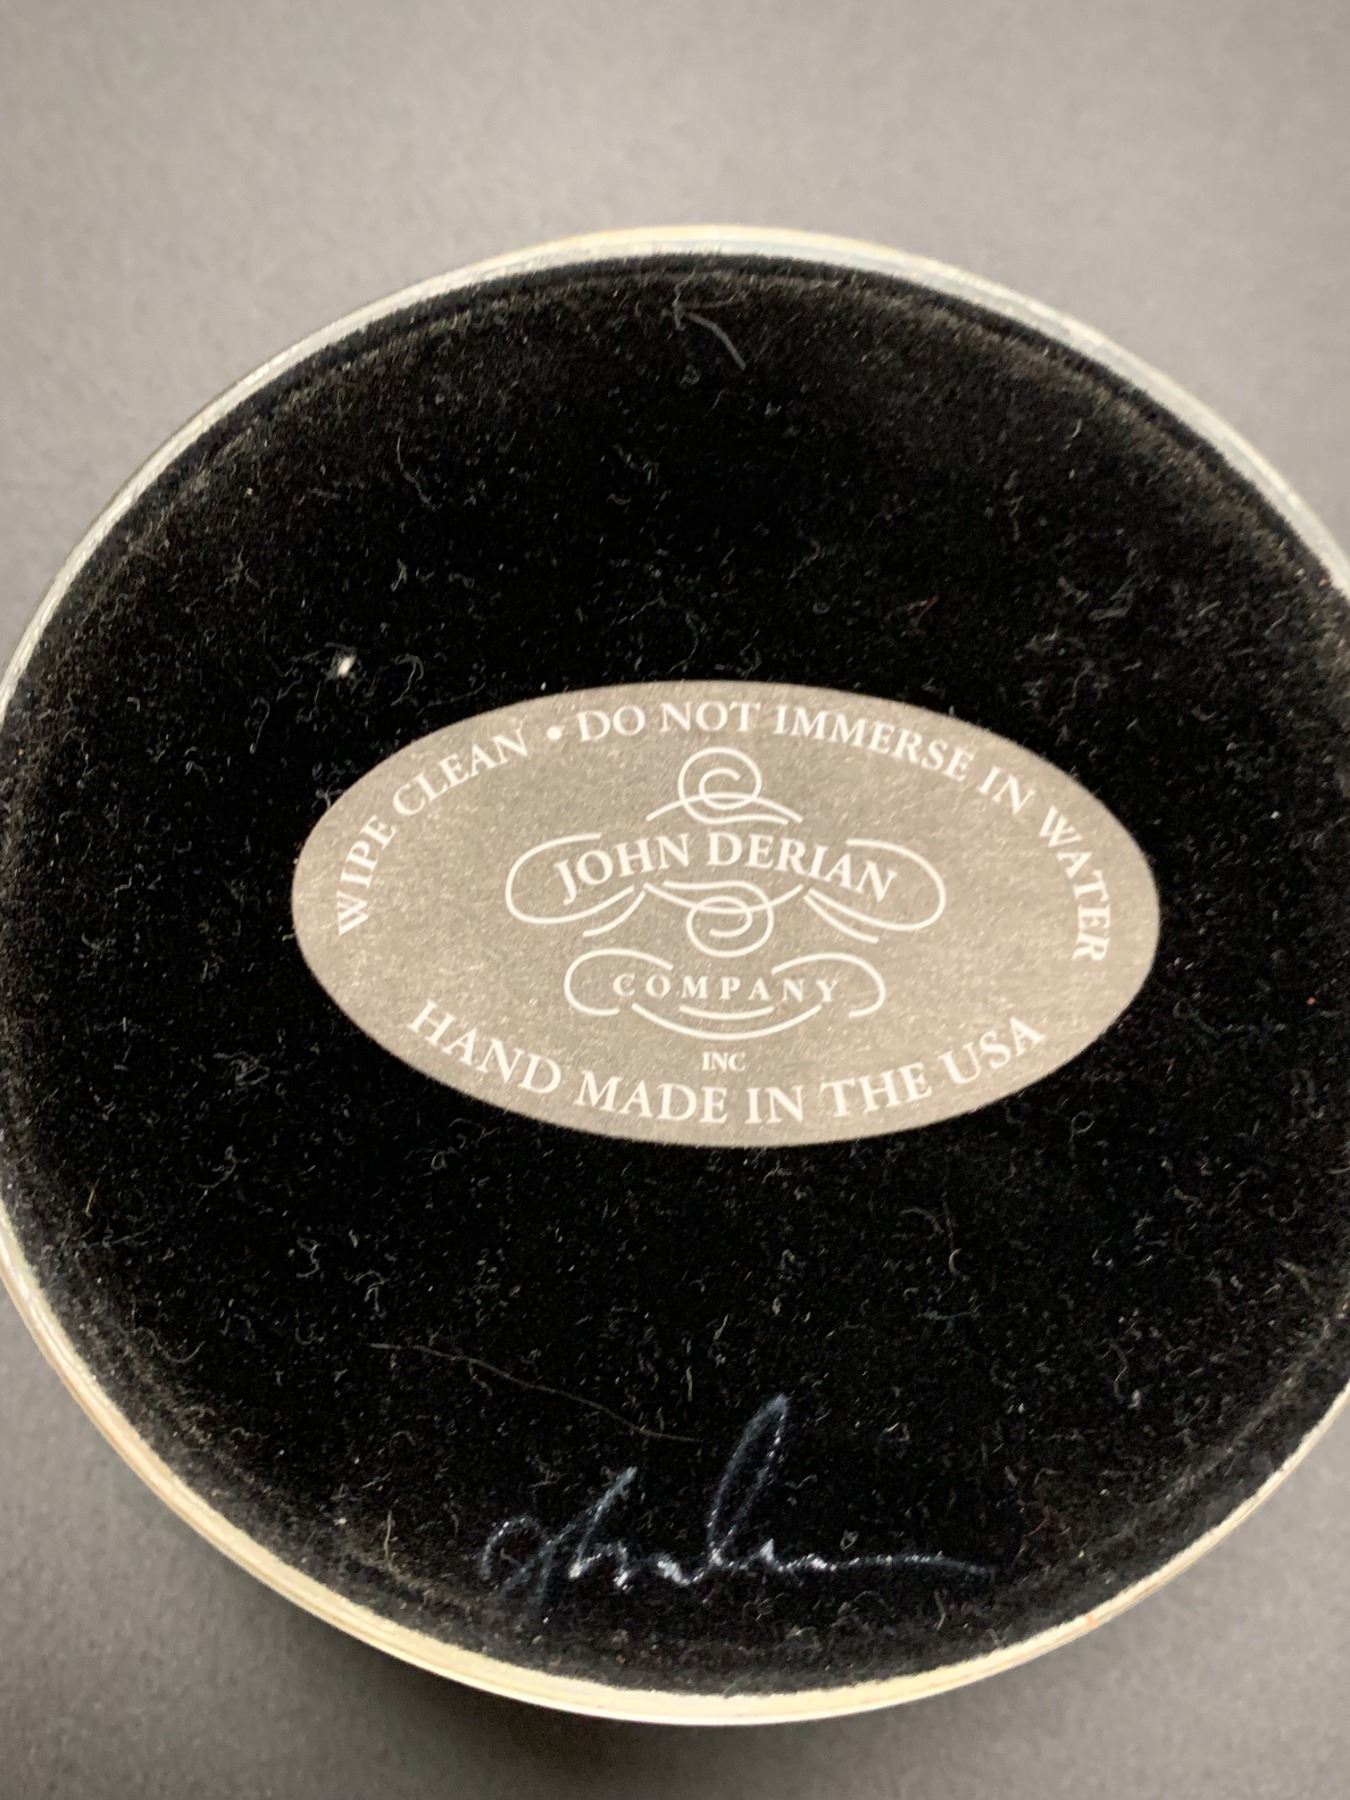 WIPE CLEAN • DO NOT IMMERSE IN WATER
JOHN DERIAN
COMPANY
INC
HAND MADE IN THE USA